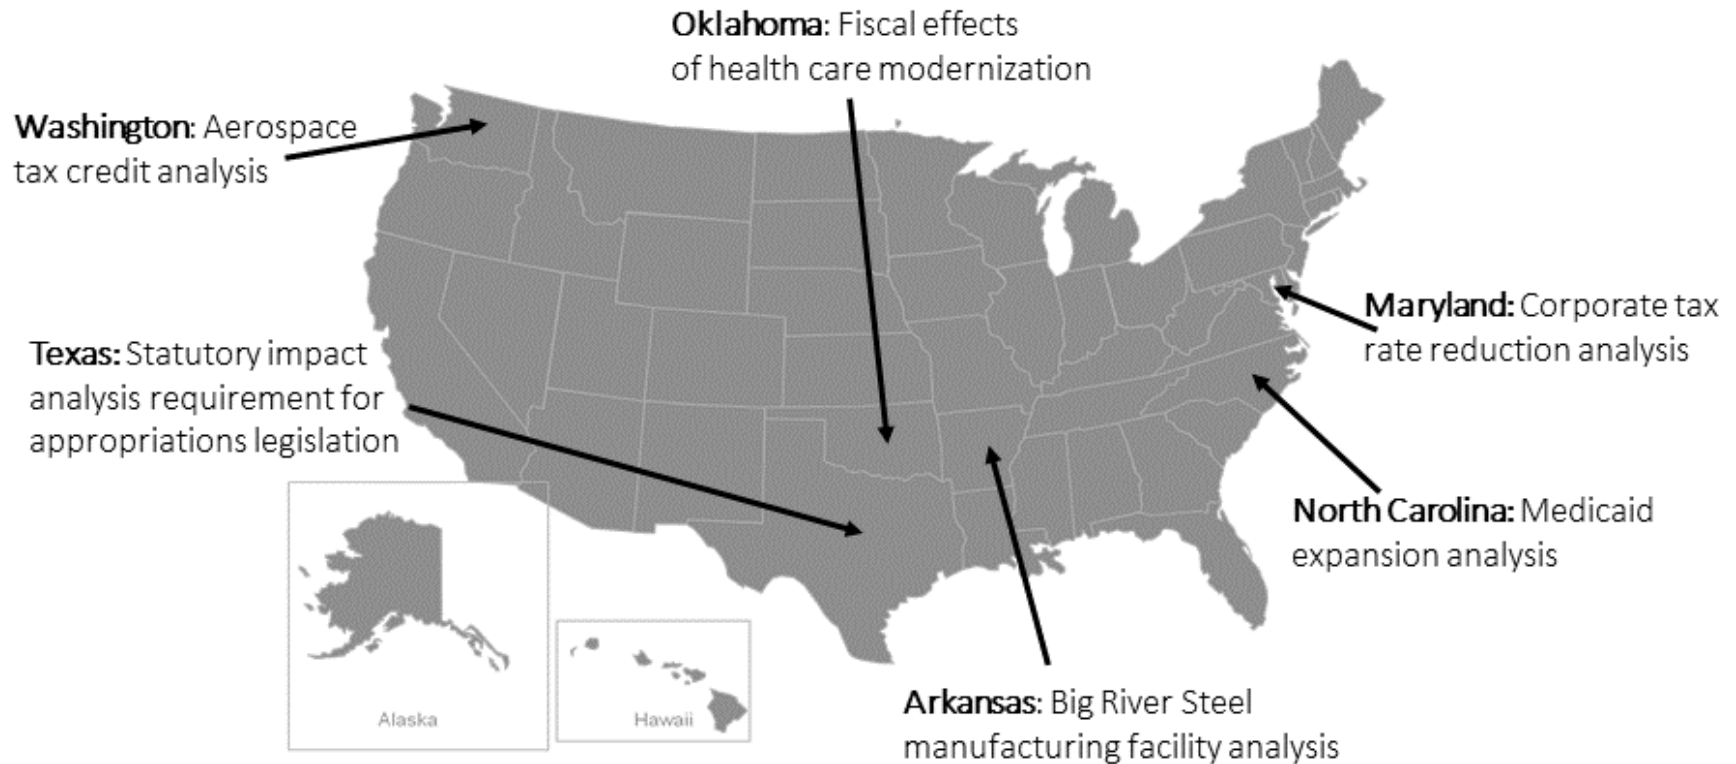 Oklahoma: Fiscal effects
of health care modernization
Washington: Aerospace
tax credit analysis
Maryland: Corporate tax
rate reduction analysis
Texas: Statutory impact
analysis requirement for
appropriations legislation
North Carolina: Medicaid
expansion analysis
Arkansas: Big River Steel
manufacturing facility analysis
Alaska
Hawaii